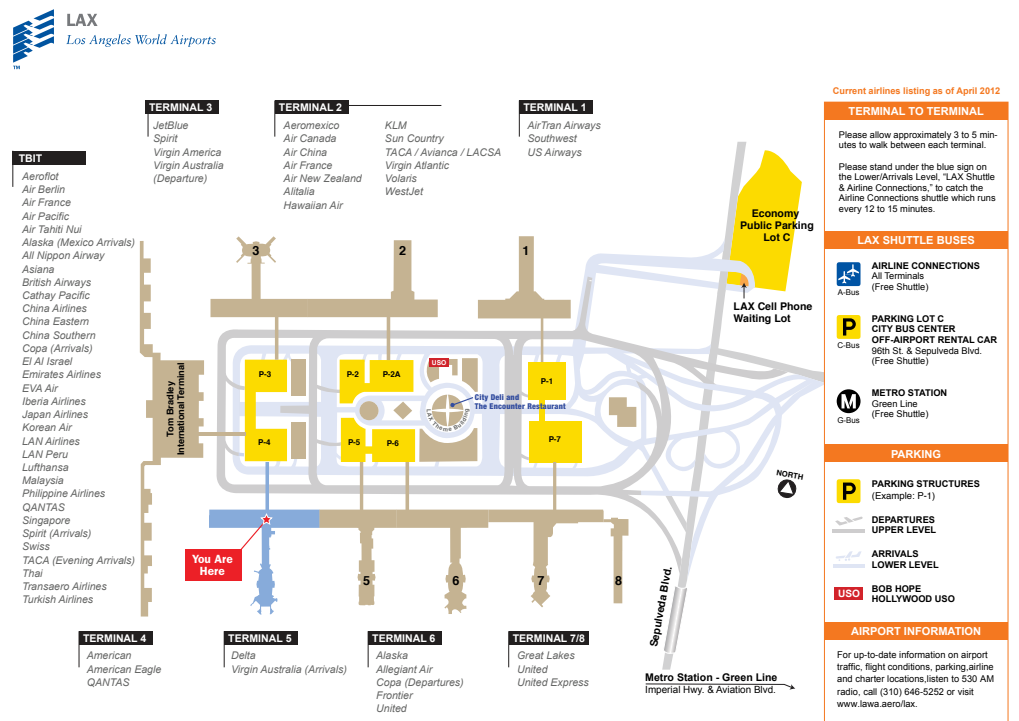 LAX
Los Angeles World Airports
TM
Current airlines listing as of April 2012
TERMINAL 3
JetBlue
Spirit
Virgin America
Virgin Australia
(Departure)
TERMINAL 2
Aeromexico
Air Canada
Air China
Air France
Air New Zealand
Alitalia
Hawaiian Air
KLM
Sun Country
TACA / Avianca / LACSA
Virgin Atlantic
Volaris
WestJet
TERMINAL 1
AirTran Airways
Southwest
US Airways
TBIT
Aeroflot
Air Berlin
Air France
Air Pacific
Air Tahiti Nui
Alaska (Mexico Arrivals)
All Nippon Airway
Asiana
British Airways
Cathay Pacific
China Airlines
China Eastern
China Southern
Copa (Arrivals)
El Al Israel
Emirates Airlines
EVA Air
Iberia Airlines
Japan Airlines
Korean Air
LAN Airlines
LAN Peru
Lufthansa
Malaysia
Philippine Airlines
QANTAS
Singapore
Spirit (Arrivals)
Swiss
TACA (Evening Arrivals)
Thai
Transaero Airlines
Turkish Airlines
3
2
1
Economy
Public Parking
Lot C
LAX Cell Phone
Waiting Lot
Tom Bradley
International Terminal
P-3
P-2
P-2A
USO
P-1
City Deli and
The Encounter Restaurant
LAX Theme Building
P-4
P-5
P-6
P-7
NORTH
You Are
Here
5
6
7
8
Sepulveda Blvd.
Metro Station - Green Line
Imperial Hwy. & Aviation Blvd.
TERMINAL 4
American
American Eagle
QANTAS
TERMINAL 5
Delta
Virgin Australia (Arrivals)
TERMINAL 6
Alaska
Allegiant Air
Copa (Departures)
Frontier
United
TERMINAL 7/8
Great Lakes
United
United Express
TERMINAL TO TERMINAL
Please allow approximately 3 to 5 min-
utes to walk between each terminal.
Please stand under the blue sign on
the Lower/Arrivals Level, “LAX Shuttle
& Airline Connections,” to catch the
Airline Connections shuttle which runs
every 12 to 15 minutes.
LAX SHUTTLE BUSES
A-Bus
AIRLINE CONNECTIONS
All Terminals
(Free Shuttle)
P
C-Bus
PARKING LOT C
CITY BUS CENTER
OFF-AIRPORT RENTAL CAR
96th St. & Sepulveda Blvd.
(Free Shuttle)
M
G-Bus
METRO STATION
Green Line
(Free Shuttle)
PARKING
P
PARKING STRUCTURES
(Example: P-1)
DEPARTURES
UPPER LEVEL
ARRIVALS
LOWER LEVEL
USO
BOB HOPE
HOLLYWOOD USO
AIRPORT INFORMATION
For up-to-date information on airport
traffic, flight conditions, parking,airline
and charter locations,listen to 530 AM
radio, call (310) 646-5252 or visit
www.lawa.aero/lax.